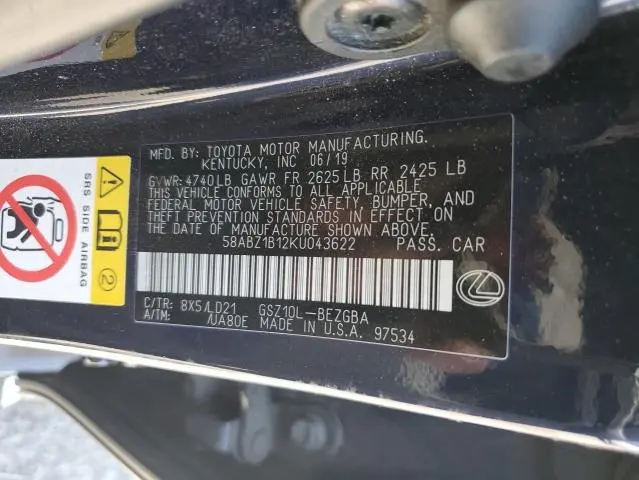 MFD. BY: TOYOTA MOTOR MANUFACTURING.
KENTUCKY, INC 06/19
GVWR: 4740LB GAWR FR 2625LB RR 2425 LB
THIS VEHICLE CONFORMS TO ALL APPLICABLE
FEDERAL MOTOR VEHICLE SAFETY, BUMPER, AND
THEFT PREVENTION STANDARDS IN EFFECT ON
THE DATE OF MANUFACTURE SHOWN ABOVE.
58ABZ1B12KU043622 PASS. CAR
C/TR: 8X5/LD21 GSZ10L-BEZGBA
A/TM: /UA80E MADE IN U.S.A. 97534
SRS SIDE AIRBAG
2